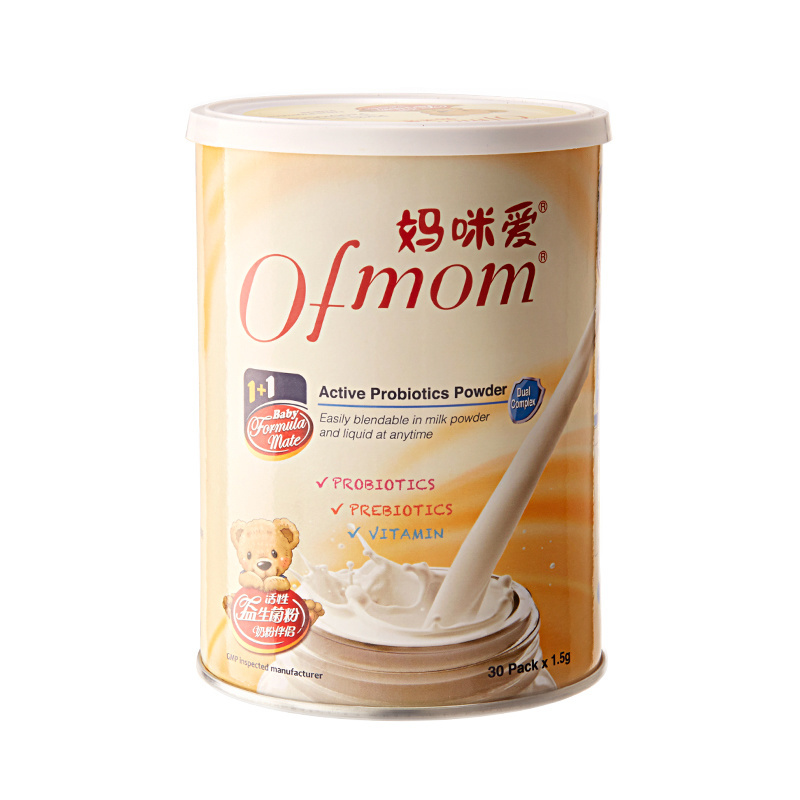 妈咪爱®
Ofmom®
1+1
Baby
Formula
Mate
Active Probiotics Powder
Dual
Complex
Easily blendable in milk powder
and liquid at anytime
✓ PROBIOTICS
✓ PREBIOTICS
✓ VITAMIN
活性
益生菌粉
奶粉伴侣
GMP inspected manufacturer
30 Pack x 1.5g